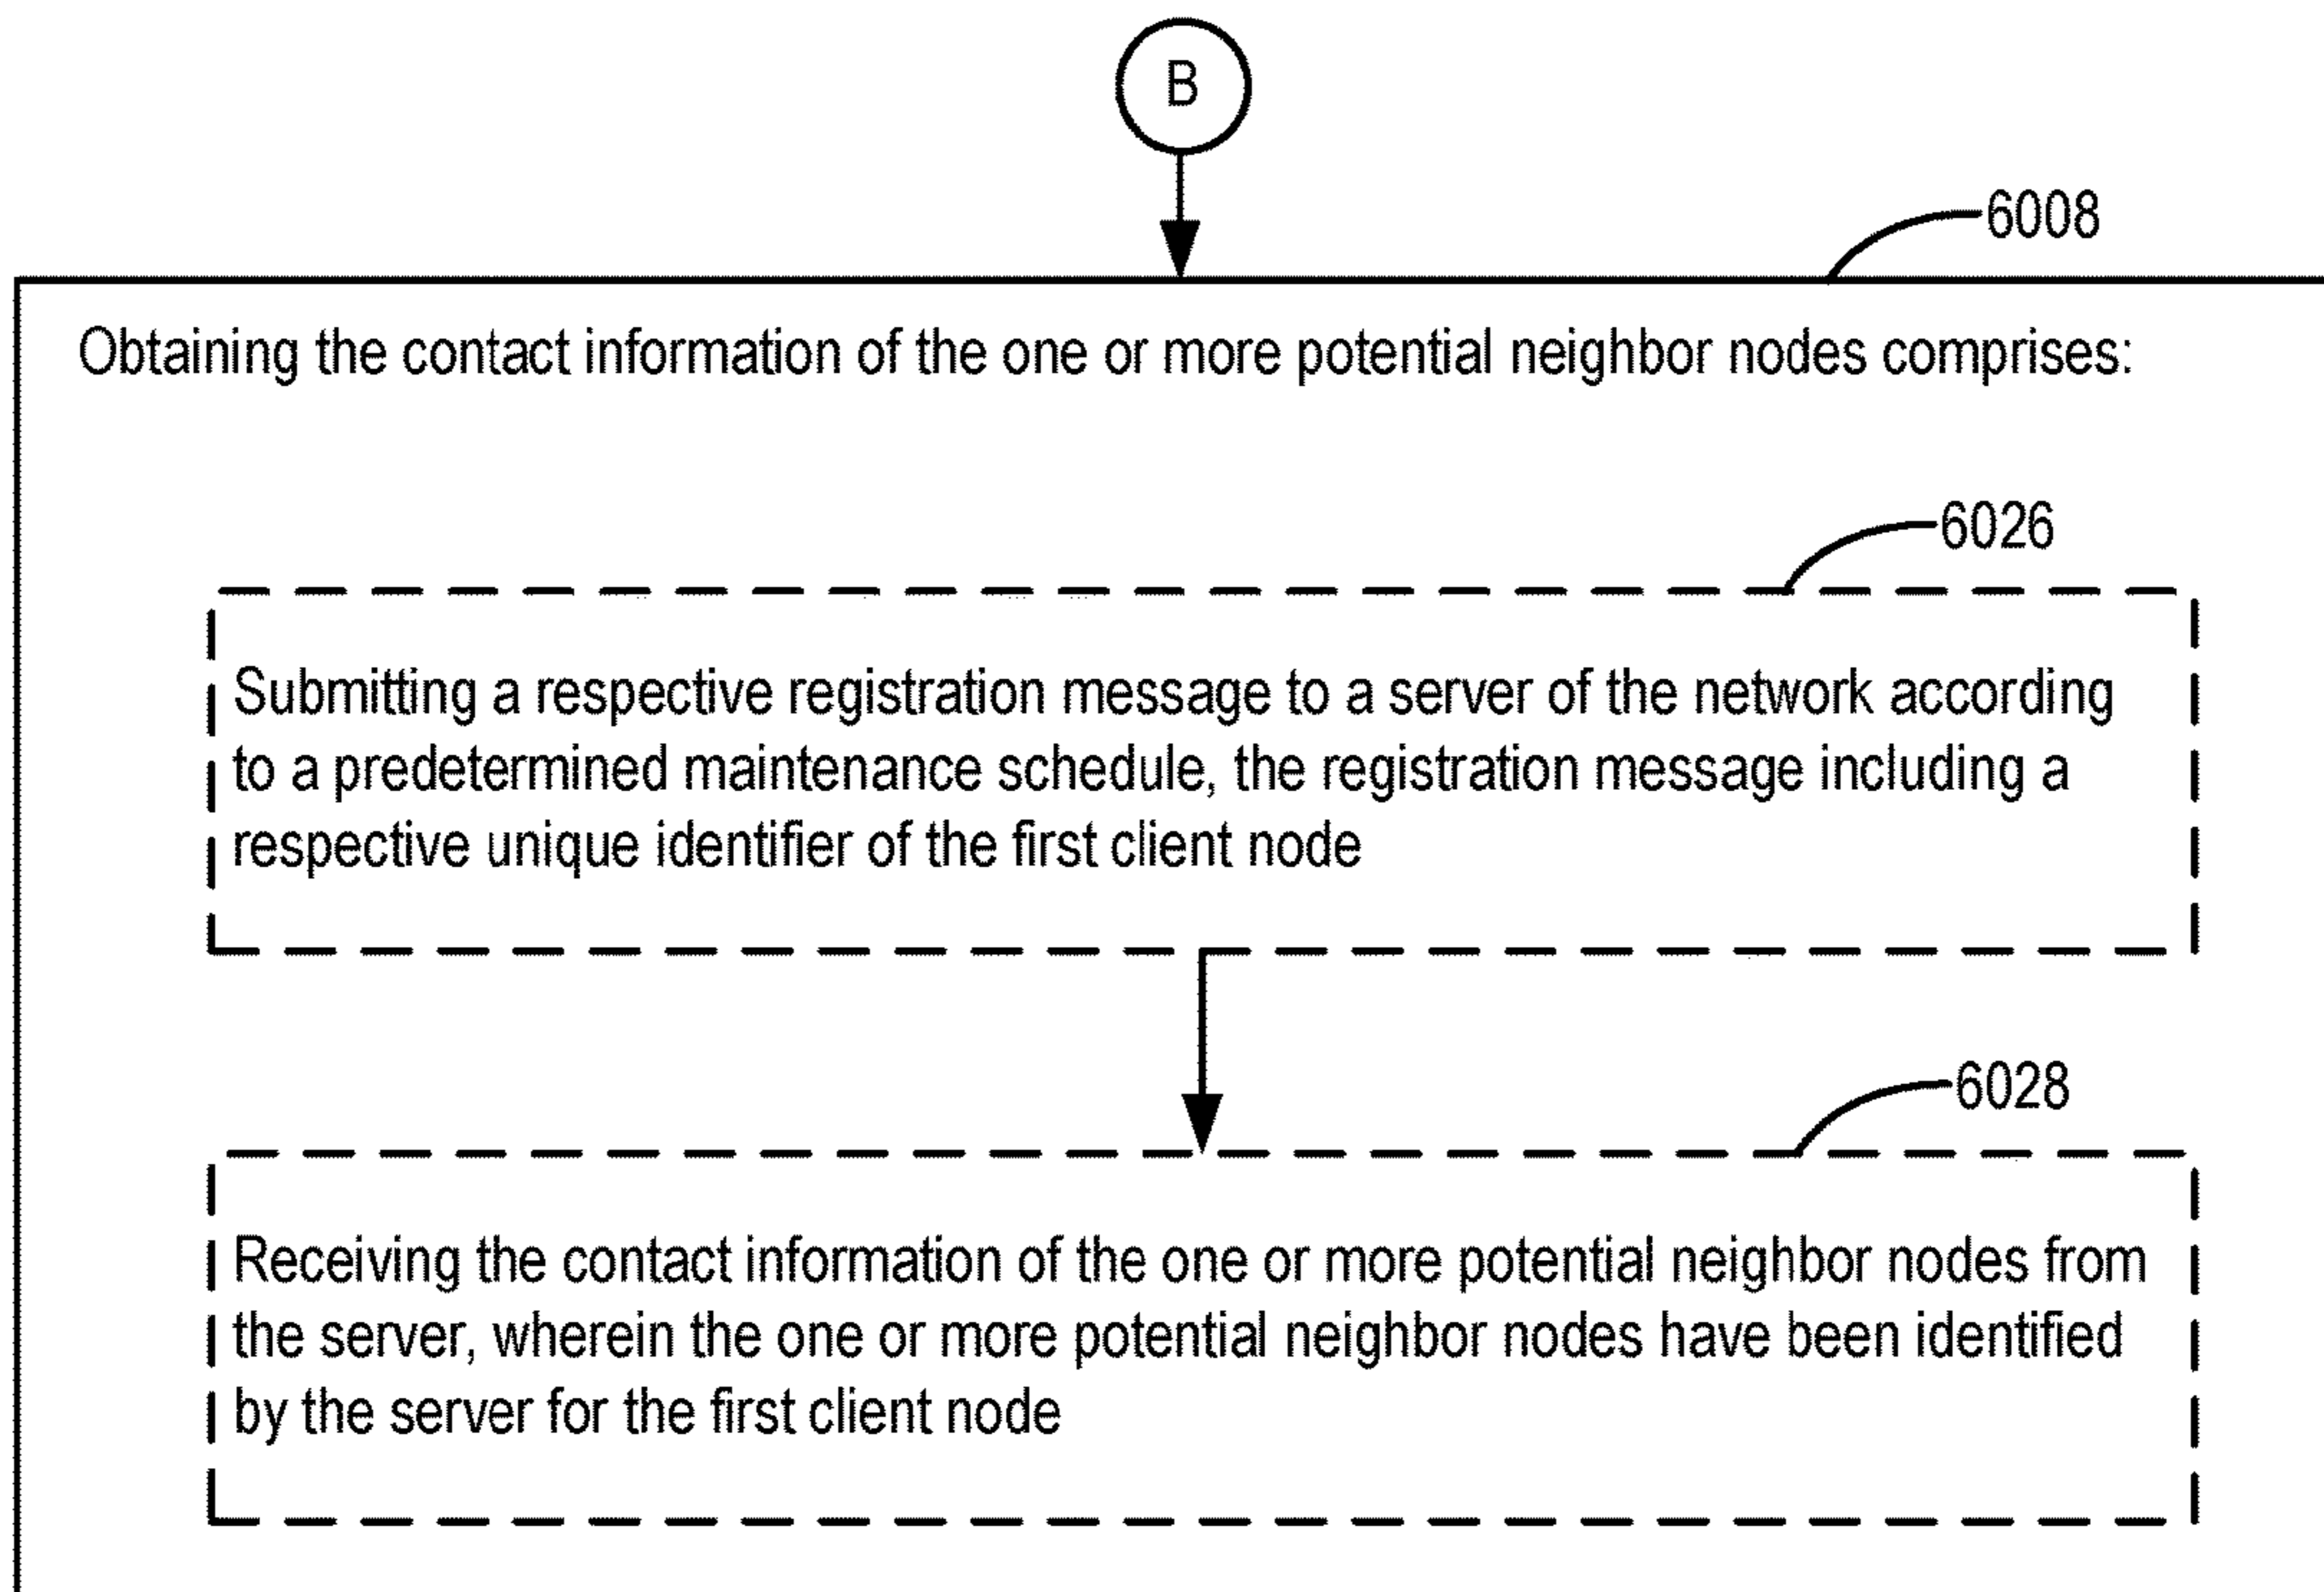 B
6008
Obtaining the contact information of the one or more potential neighbor nodes comprises:
6026
Submitting a respective registration message to a server of the network according
to a predetermined maintenance schedule, the registration message including a
respective unique identifier of the first client node
6028
Receiving the contact information of the one or more potential neighbor nodes from
the server, wherein the one or more potential neighbor nodes have been identified
by the server for the first client node